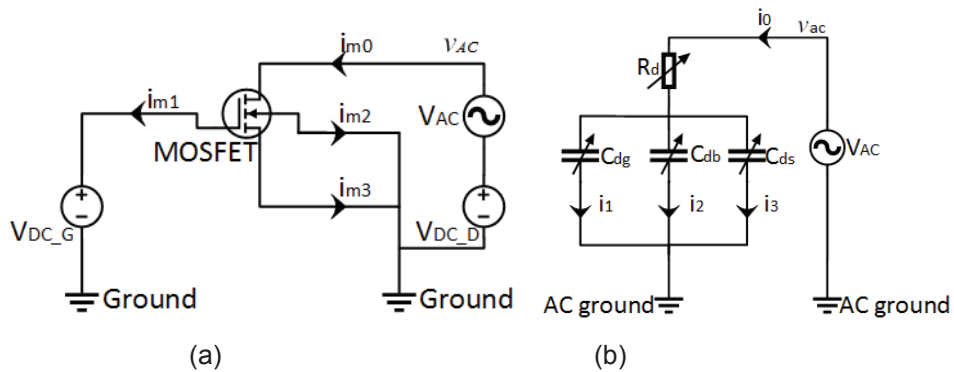 im0
vAC
im1
im2
VAC
MOSFET
im3
VDC_G
VDC_D
Ground
Ground
(a)
i0
vac
Rd
Cdg
Cdb
Cds
VAC
i1
i2
i3
AC ground
AC ground
(b)